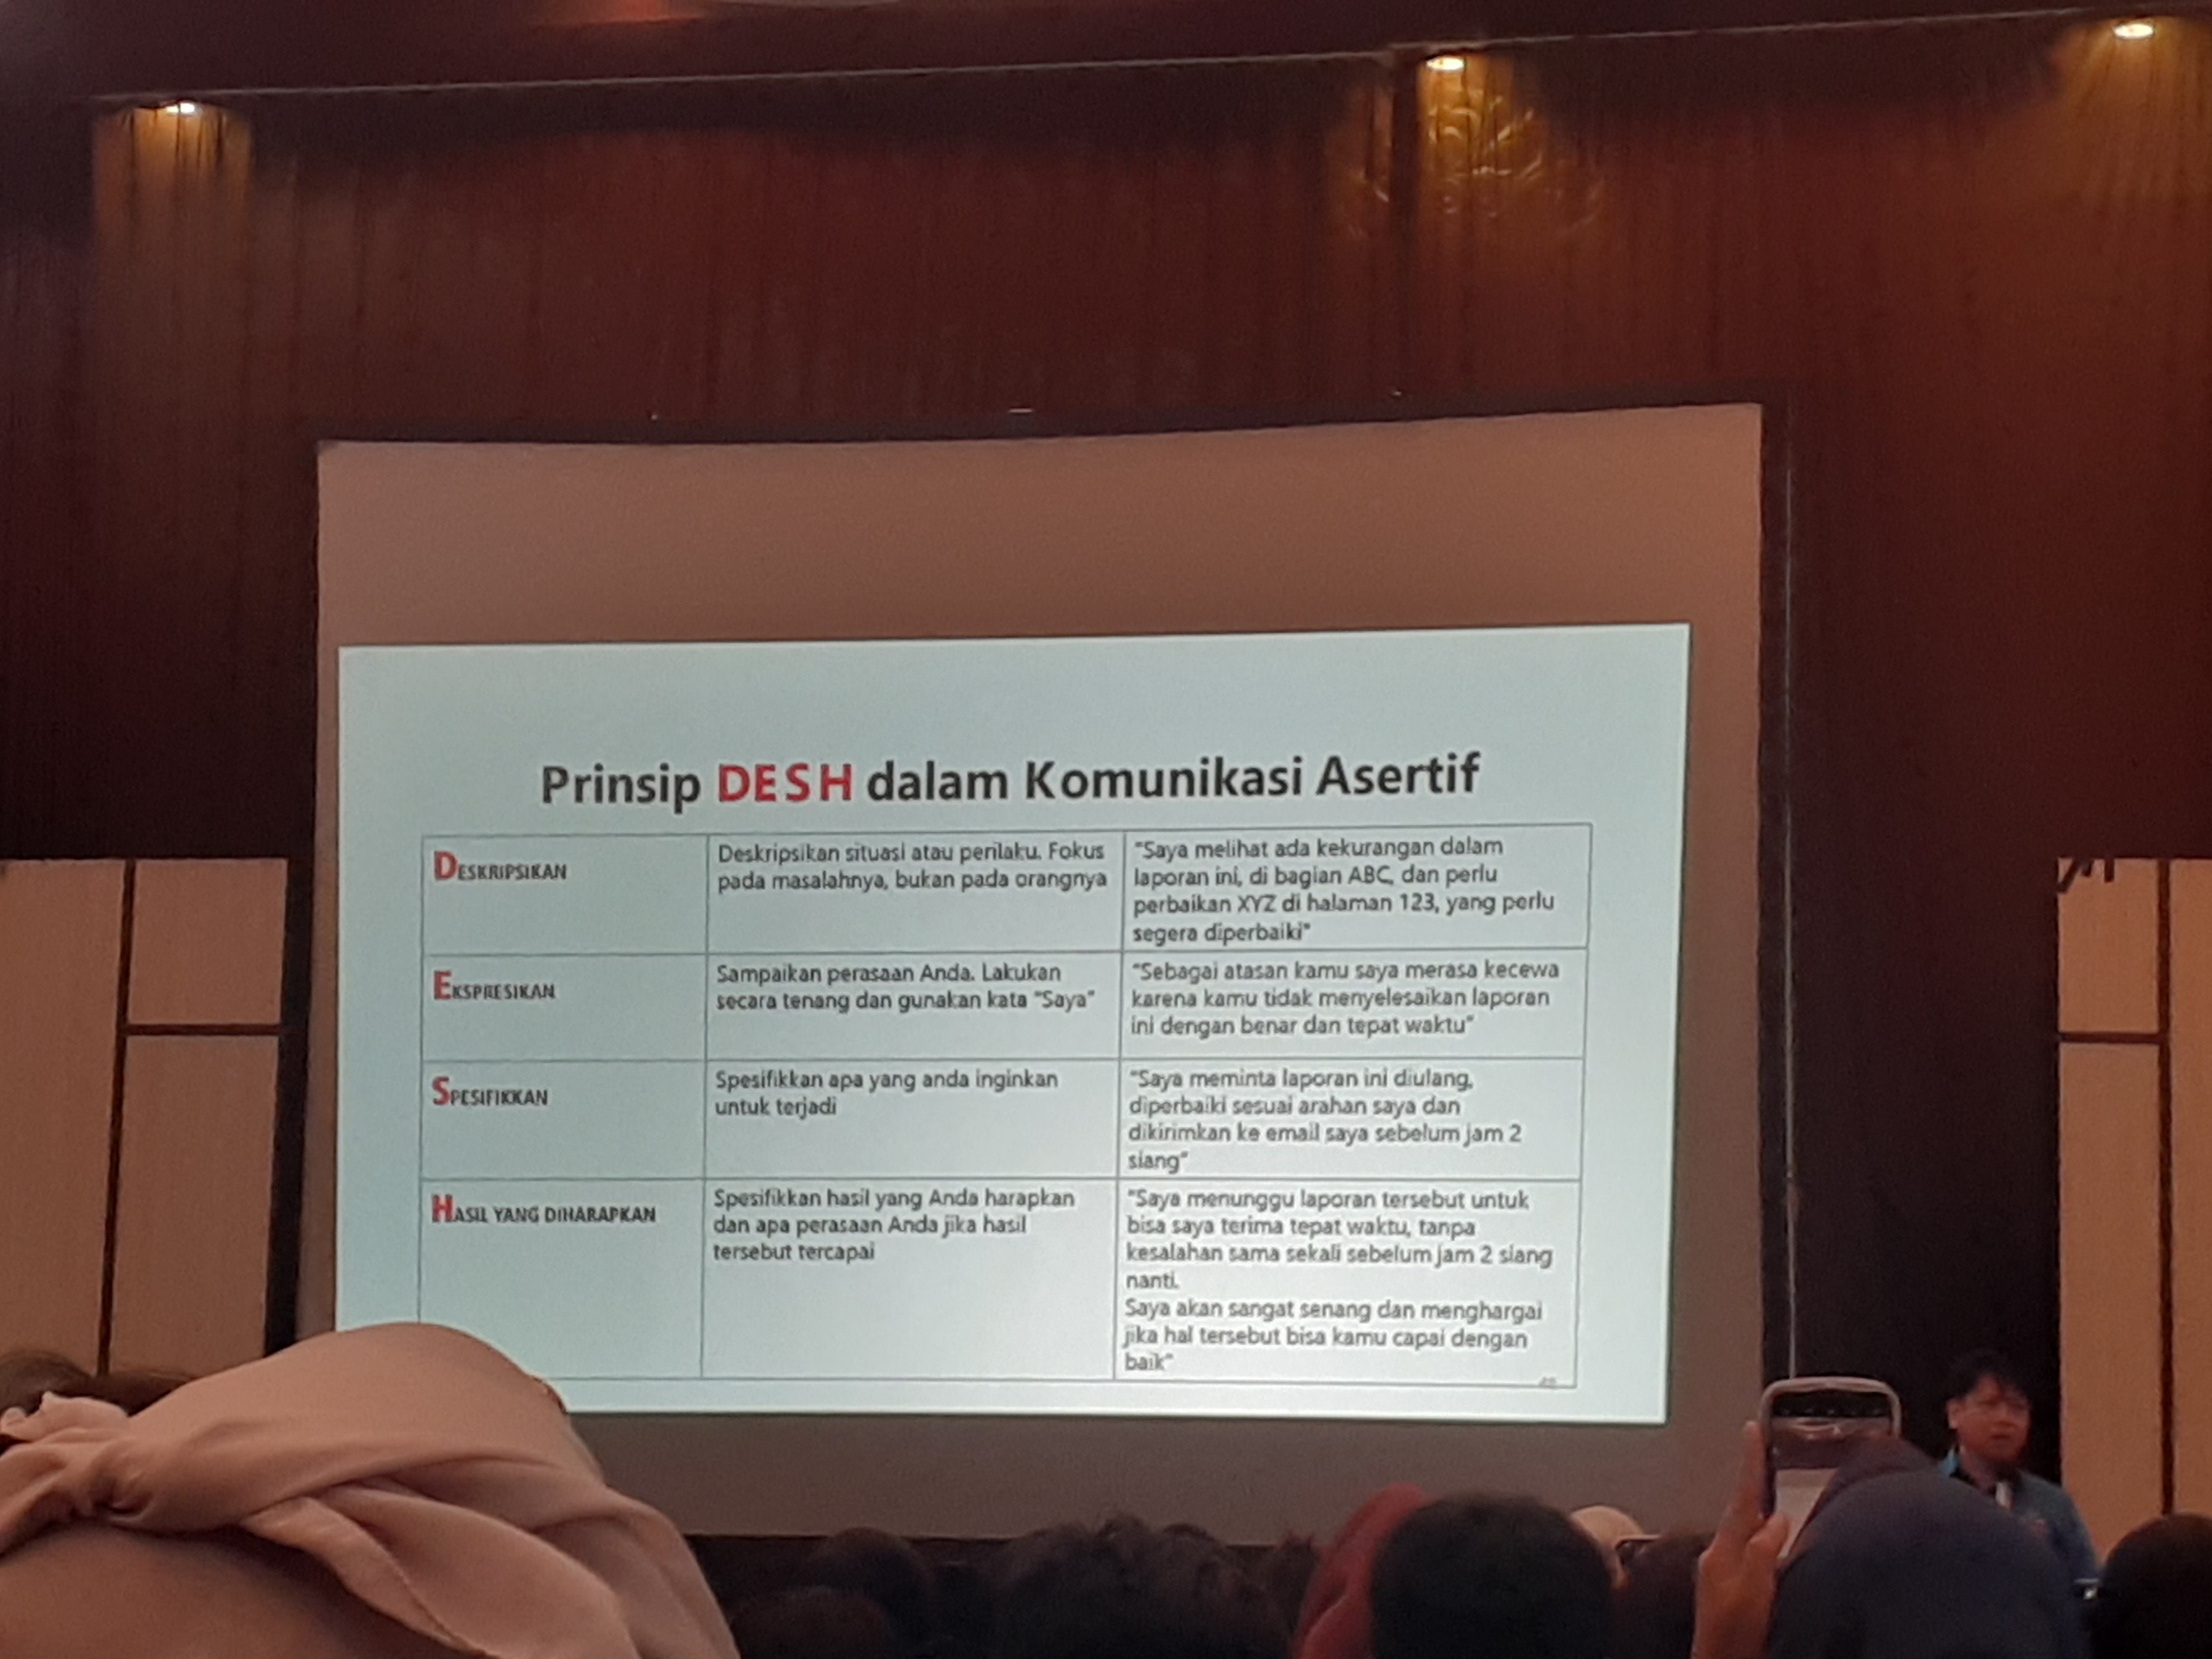 Prinsip DESH dalam Komunikasi Asertif
DESKRIPSIKAN
Deskripsikan situasi atau perilaku. Fokus
pada masalahnya, bukan pada orangnya
"Saya melihat ada kekurangan dalam
laporan ini, di bagian ABC, dan perlu
perbaikan XYZ di halaman 123, yang perlu
segera diperbaiki"
EKSPRESIKAN
Sampaikan perasaan Anda. Lakukan
secara tenang dan gunakan kata "Saya"
"Sebagai atasan kamu saya merasa kecewa
karena kamu tidak menyelesaikan laporan
ini dengan benar dan tepat waktu"
SPESIFIKKAN
Spesifikkan apa yang anda inginkan
untuk terjadi
"Saya meminta laporan ini diulang,
diperbaiki sesuai arahan saya dan
dikirimkan ke email saya sebelum jam 2
siang"
HASIL YANG DIHARAPKAN
Spesifikkan hasil yang Anda harapkan
dan apa perasaan Anda jika hasil
tersebut tercapai
"Saya menunggu laporan tersebut untuk
bisa saya terima tepat waktu, tanpa
kesalahan sama sekali sebelum jam 2 siang
nanti.
Saya akan sangat senang dan menghargai
jika hal tersebut bisa kamu capai dengan
baik"